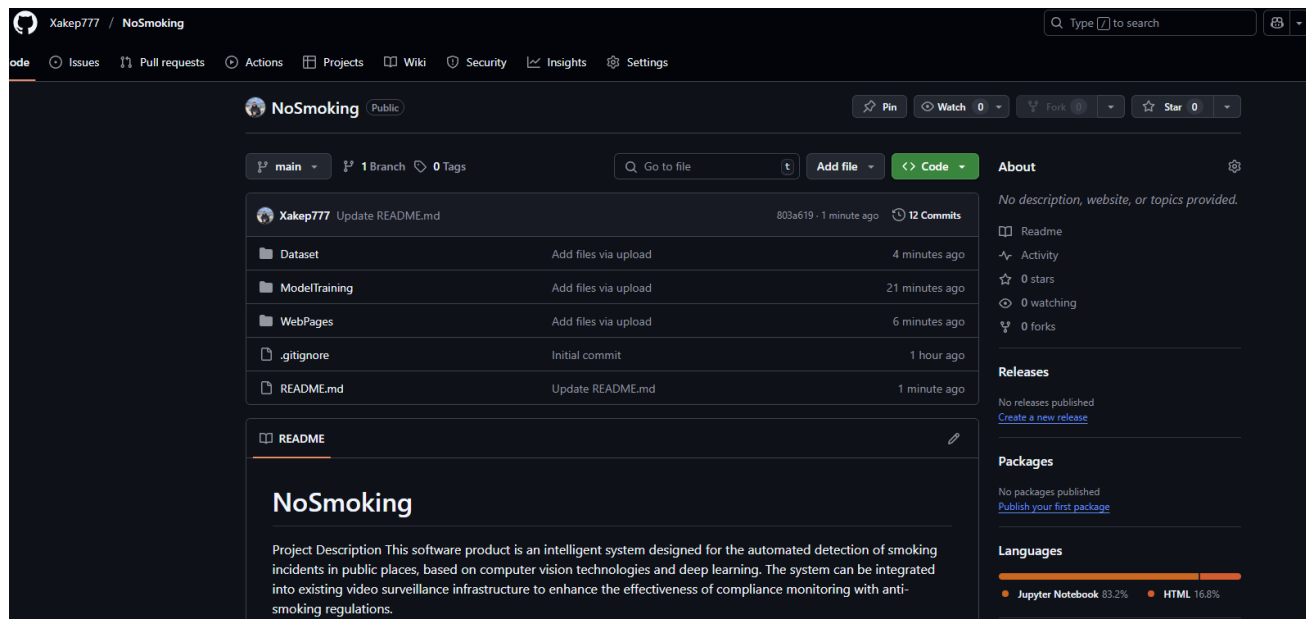 Xakep777 / NoSmoking
Type / to search
ode Issues Pull requests Actions Projects Wiki Security Insights Settings
NoSmoking Public
Pin Watch 0 Fork 0 Star 0
main 1 Branch 0 Tags
Go to file t Add file <> Code
Xakep777 Update README.md 803a619 · 1 minute ago 12 Commits
Dataset Add files via upload 4 minutes ago
ModelTraining Add files via upload 21 minutes ago
WebPages Add files via upload 6 minutes ago
.gitignore Initial commit 1 hour ago
README.md Update README.md 1 minute ago
README
NoSmoking
Project Description This software product is an intelligent system designed for the automated detection of smoking
incidents in public places, based on computer vision technologies and deep learning. The system can be integrated
into existing video surveillance infrastructure to enhance the effectiveness of compliance monitoring with anti-
smoking regulations.
About
No description, website, or topics provided.
Readme
Activity
0 stars
0 watching
0 forks
Releases
No releases published
Create a new release
Packages
No packages published
Publish your first package
Languages
Jupyter Notebook 83.2% HTML 16.8%